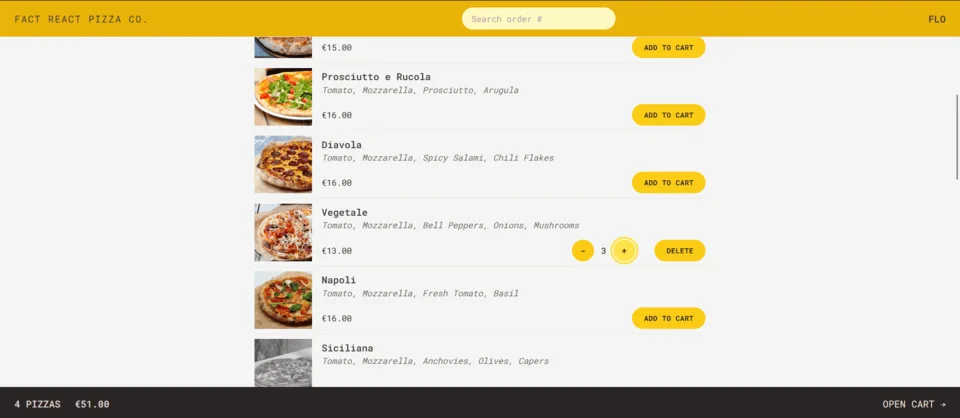 FACT REACT PIZZA CO.
Search order #
FLO
€15.00
ADD TO CART
Prosciutto e Rucola
Tomato, Mozzarella, Prosciutto, Arugula
€16.00
ADD TO CART
Diavola
Tomato, Mozzarella, Spicy Salami, Chili Flakes
€16.00
ADD TO CART
Vegetale
Tomato, Mozzarella, Bell Peppers, Onions, Mushrooms
€13.00
- 3 +
DELETE
Napoli
Tomato, Mozzarella, Fresh Tomato, Basil
€16.00
ADD TO CART
Siciliana
Tomato, Mozzarella, Anchovies, Olives, Capers
4 PIZZAS €51.00
OPEN CART →